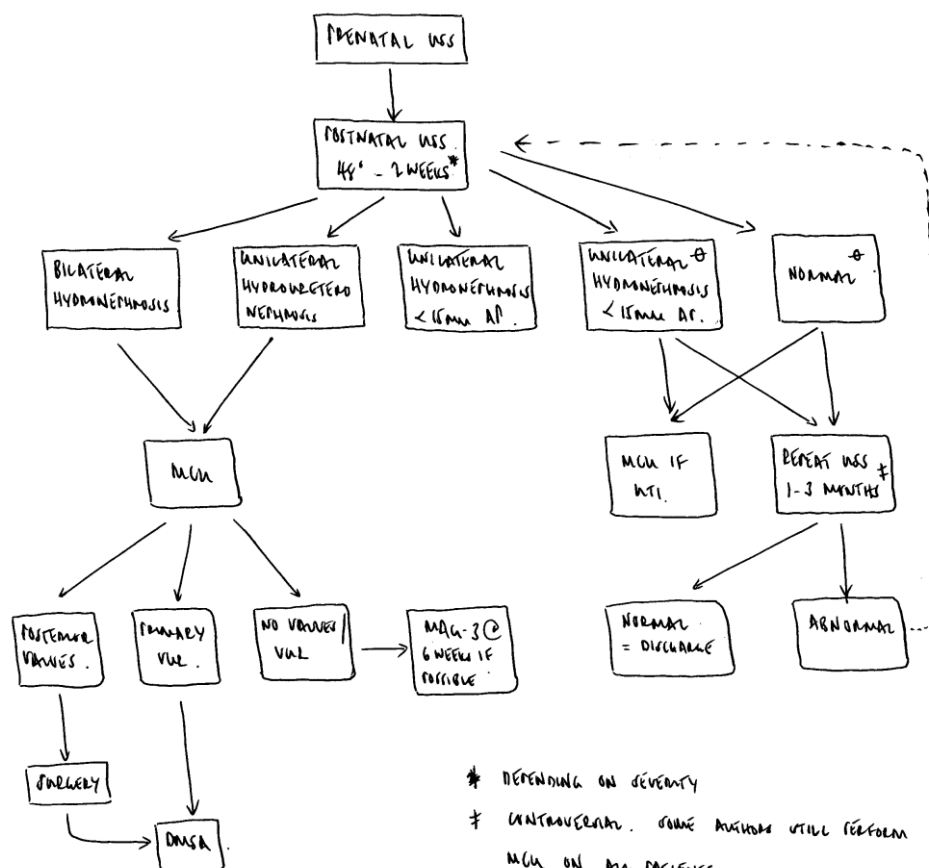 PRENATAL USS
POSTNATAL USS.
48° - 2 WEEKS*
BILATERAL
HYDRONEPHROSIS
UNILATERAL
HYDROURETERO
NEPHROSIS
UNILATERAL
HYDRONEPHROSIS
<15mm AP.
UNILATERAL θ
HYDRONEPHROSIS
<15mm AP.
NORMAL θ
MCU
MCU IF
UTI.
REPEAT USS
1-3 MONTHS ‡
POSTERIOR
VALVES.
PRIMARY
VUR.
NO VALVES/
VUR
MAG-3 @
6 WEEKS IF
POSSIBLE
NORMAL
= DISCHARGE
ABNORMAL
SURGERY
DMSA
* DEPENDING ON SEVERITY
‡ CONTROVERSIAL. SOME AUTHORS STILL PERFORM
MCU ON ALL PATIENTS